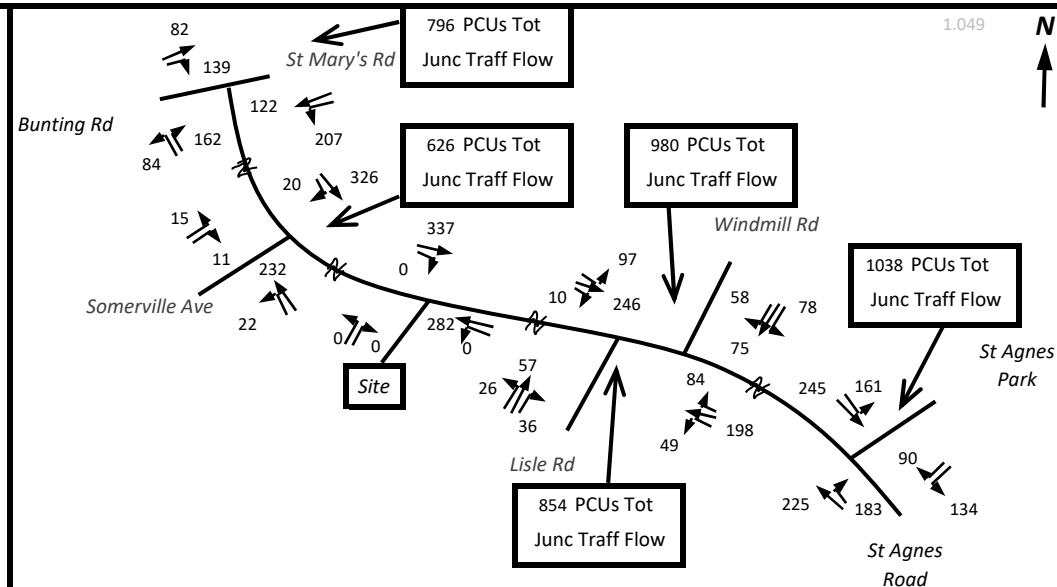 82
139
St Mary's Rd
796 PCUs Tot
Junc Traff Flow
1.049
N
Bunting Rd
122
207
162
84
626 PCUs Tot
Junc Traff Flow
980 PCUs Tot
Junc Traff Flow
20
326
Windmill Rd
15
11
337
0
Somerville Ave
232
22
97
10
246
58
78
75
1038 PCUs Tot
Junc Traff Flow
St Agnes
Park
0
0
282
0
Site
57
26
36
84
49
198
245
161
Lisle Rd
854 PCUs Tot
Junc Traff Flow
90
134
225
183
St Agnes
Road